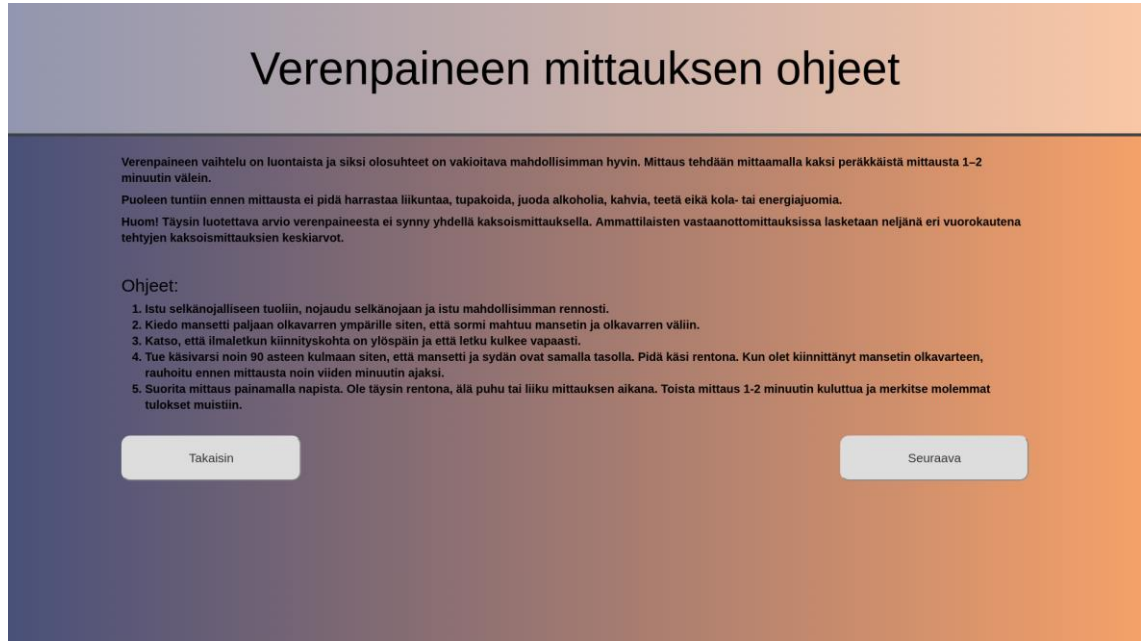 Verenpaineen mittauksen ohjeet
Verenpaineen vaihtelu on luontaista ja siksi olosuhteet on vakioitava mahdollisimman hyvin. Mittaus tehdään mittaamalla kaksi peräkkäistä mittausta 1–2
minuutin välein.
Puoleen tuntiin ennen mittausta ei pidä harrastaa liikuntaa, tupakoida, juoda alkoholia, kahvia, teetä eikä kola- tai energiajuomia.
Huom! Täysin luotettava arvio verenpaineesta ei synny yhdellä kaksoismittauksella. Ammattilaisten vastaanottomittauksissa lasketaan neljänä eri vuorokautena
tehtyjen kaksoismittauksien keskiarvot.
Ohjeet:
1. Istu selkänojalliseen tuoliin, nojaudu selkänojaan ja istu mahdollisimman rennosti.
2. Kiedo mansetti paljaan olkavarren ympärille siten, että sormi mahtuu mansetin ja olkavarren väliin.
3. Katso, että ilmaletkun kiinnityskohta on ylöspäin ja että letku kulkee vapaasti.
4. Tue käsivarsi noin 90 asteen kulmaan siten, että mansetti ja sydän ovat samalla tasolla. Pidä käsi rentona. Kun olet kiinnittänyt mansetin olkavarteen,
rauhoitu ennen mittausta noin viiden minuutin ajaksi.
5. Suorita mittaus painamalla napista. Ole täysin rentona, älä puhu tai liiku mittauksen aikana. Toista mittaus 1-2 minuutin kuluttua ja merkitse molemmat
tulokset muistiin.
Takaisin
Seuraava